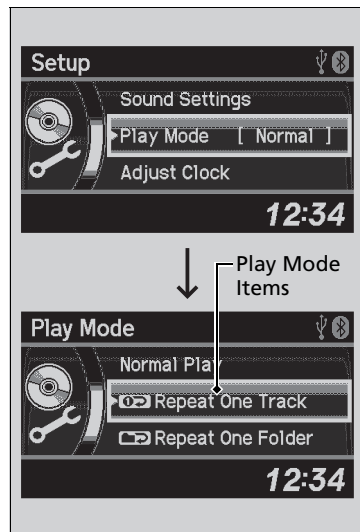 Setup
Sound Settings
Play Mode [ Normal ]
Adjust Clock
12:34
Play Mode
Items
Play Mode
Normal Play
Repeat One Track
Repeat One Folder
12:34